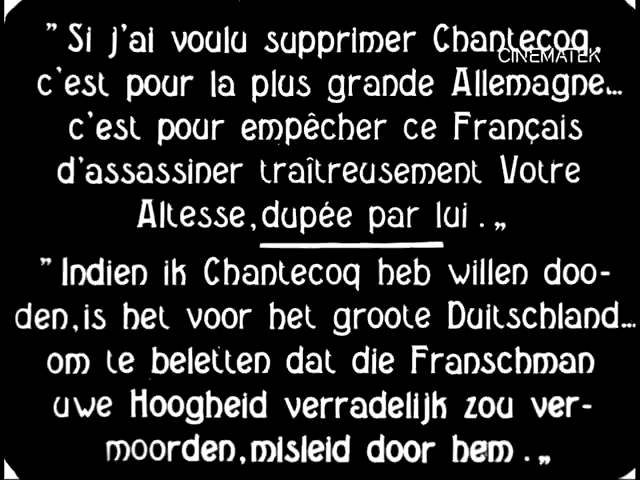 " Si j'ai voulu supprimer Chantecoq,
CINEMATEK
c'est pour la plus grande Allemagne...
c'est pour empêcher ce Français
d'assassiner traîtreusement Votre
Altesse, dupée par lui . „
" Indien ik Chantecoq heb willen doo-
den, is het voor het groote Duitschland...
om te beletten dat die Franschman
uwe Hoogheid verradelijk zou ver-
moorden, misleid door hem . „